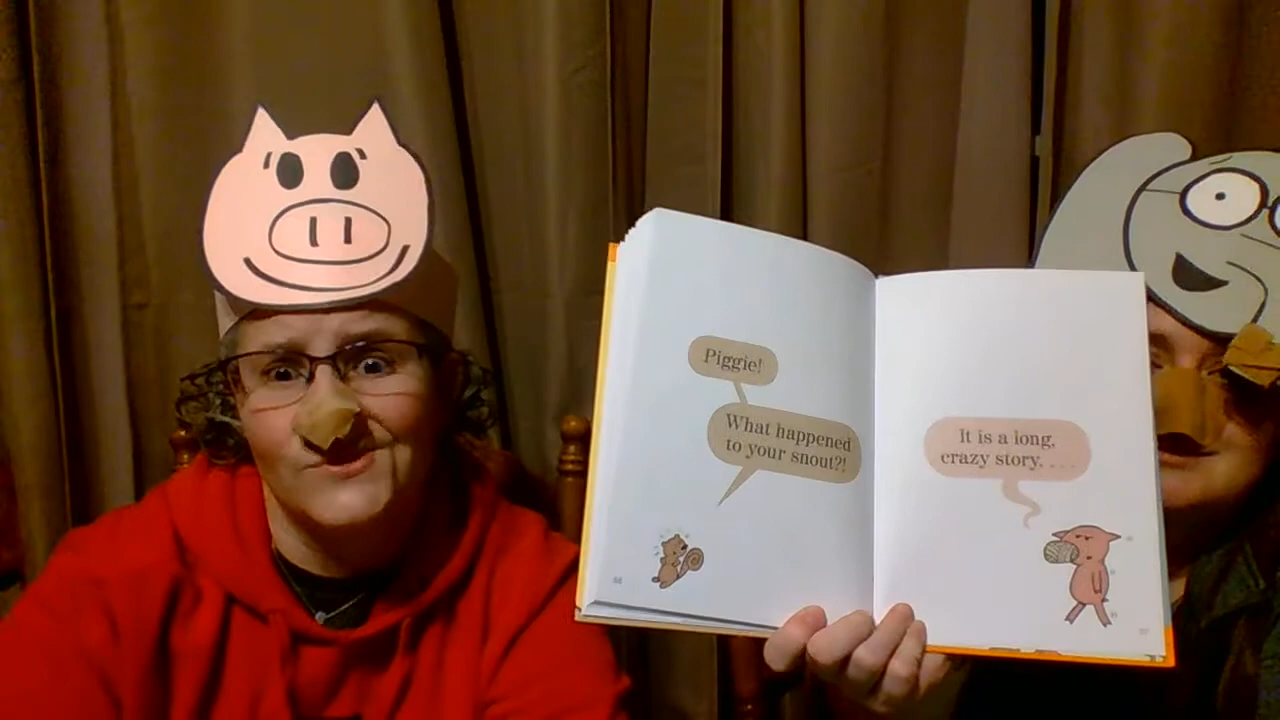 Piggie!
What happened
to your snout?!
It is a long,
crazy story. . . .